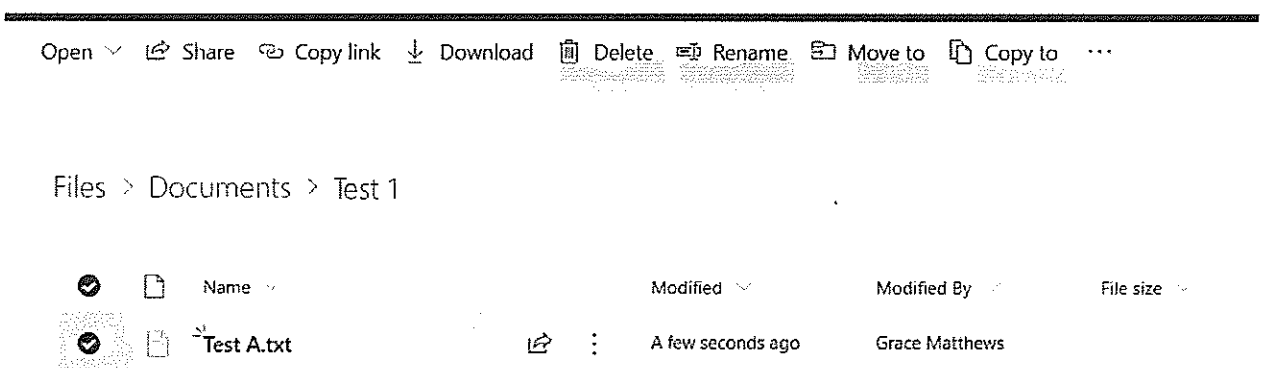 Open Share Copy link Download Delete Rename Move to Copy to ...
Files > Documents > Test 1
Name Modified Modified By File size
Test A.txt A few seconds ago Grace Matthews